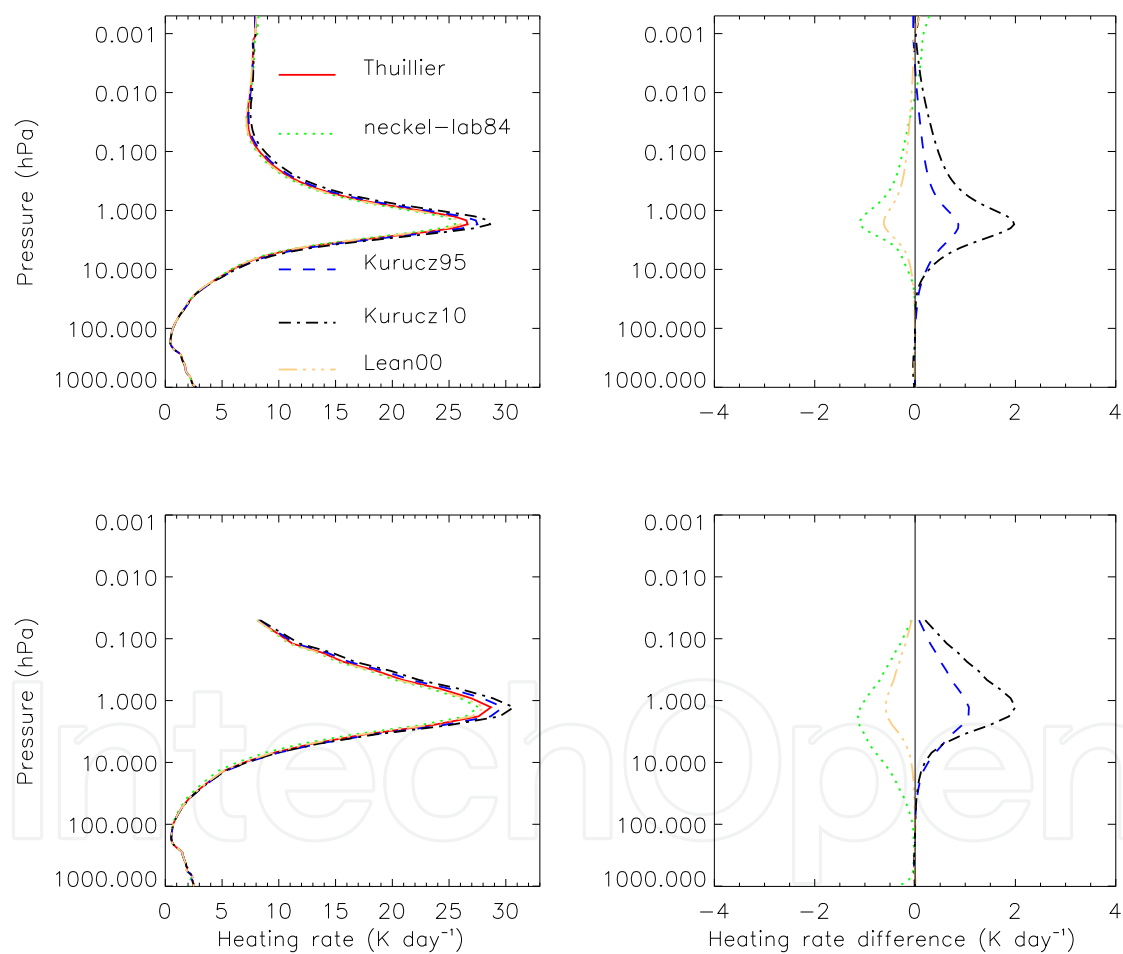 0.001
0.010
0.100
1.000
10.000
100.000
1000.000
Pressure (hPa)
0 5 10 15 20 25 30
Thuillier
neckel-lab84
Kurucz95
Kurucz10
Lean00
0.001
0.010
0.100
1.000
10.000
100.000
1000.000
-4 -2 0 2 4
0.001
0.010
0.100
1.000
10.000
100.000
1000.000
Pressure (hPa)
0 5 10 15 20 25 30
Heating rate (K day⁻¹)
0.001
0.010
0.100
1.000
10.000
100.000
1000.000
-4 -2 0 2 4
Heating rate difference (K day⁻¹)
IntechOpen